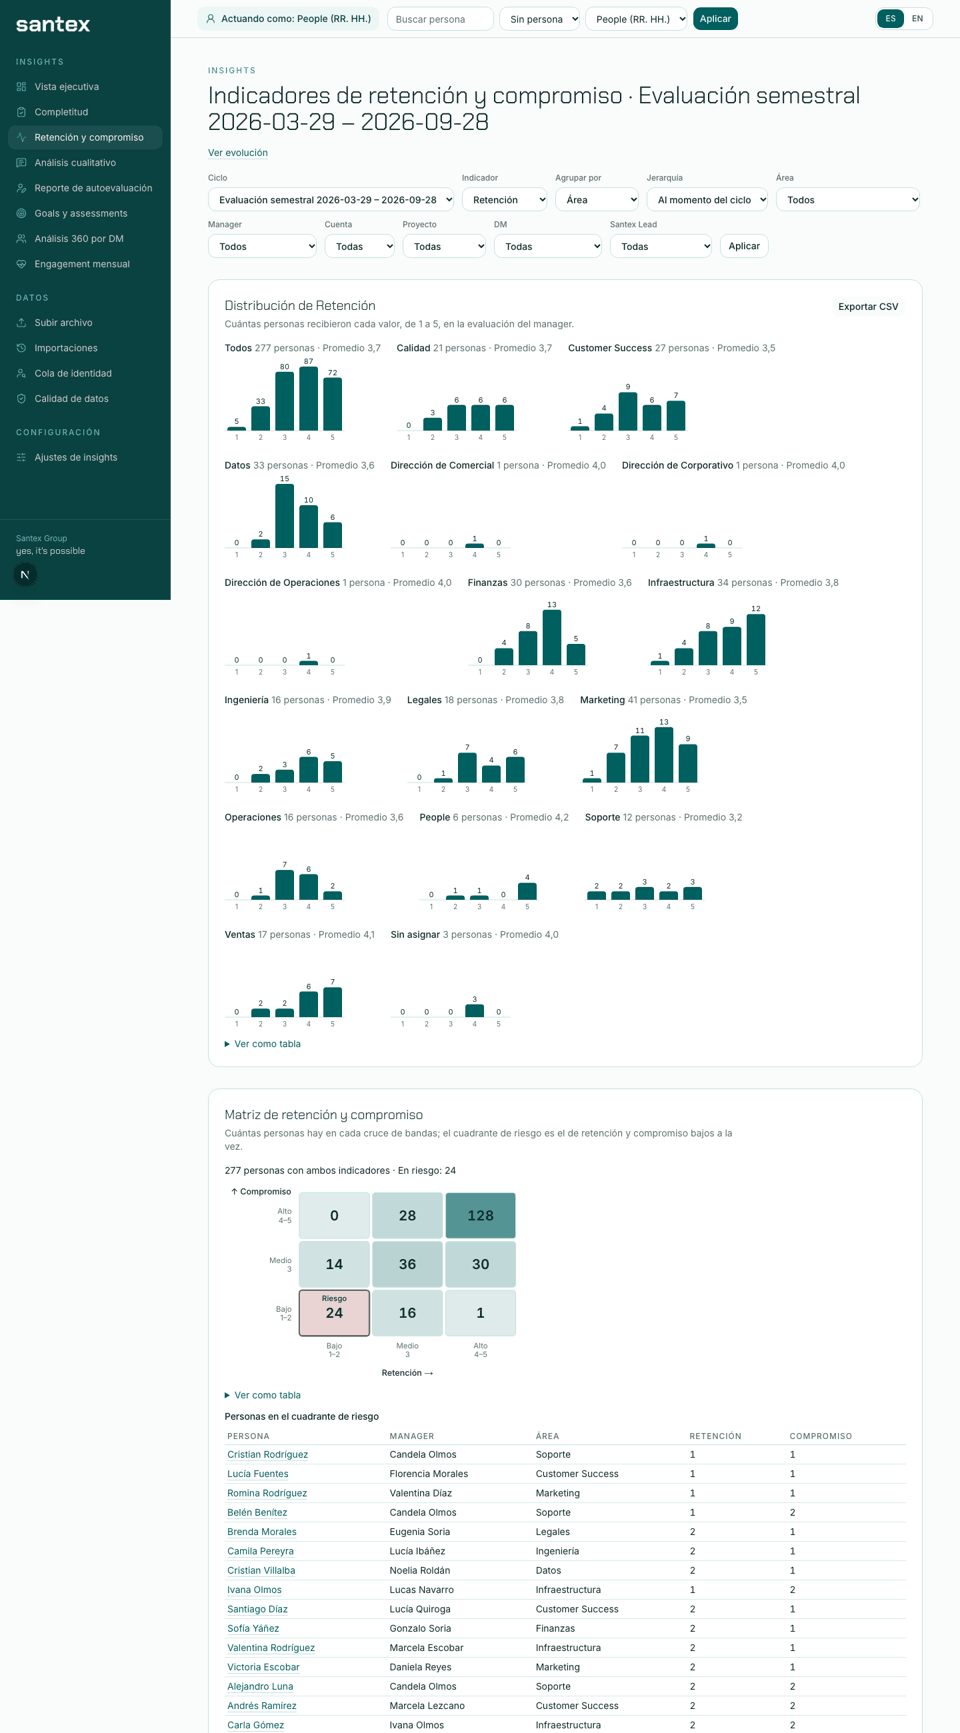 santex
INSIGHTS
Vista ejecutiva
Completitud
Retención y compromiso
Análisis cualitativo
Reporte de autoevaluación
Goals y assessments
Análisis 360 por DM
Engagement mensual
DATOS
Subir archivo
Importaciones
Cola de identidad
Calidad de datos
CONFIGURACIÓN
Ajustes de insights
Santex Group
yes, it's possible
N
Actuando como: People (RR. HH.) Buscar persona Sin persona People (RR. HH.) Aplicar ES EN
INSIGHTS
Indicadores de retención y compromiso · Evaluación semestral
2026-03-29 – 2026-09-28
Ver evolución
Ciclo Indicador Agrupar por Jerarquía Área
Evaluación semestral 2026-03-29 – 2026-09-28 Retención Área Al momento del ciclo Todos
Manager Cuenta Proyecto DM Santex Lead
Todos Todas Todas Todas Todas Aplicar
Distribución de Retención Exportar CSV
Cuántas personas recibieron cada valor, de 1 a 5, en la evaluación del manager.
Todos 277 personas · Promedio 3,7 Calidad 21 personas · Promedio 3,7 Customer Success 27 personas · Promedio 3,5
5 33 80 87 72 0 3 6 6 6 1 4 9 6 7
1 2 3 4 5 1 2 3 4 5 1 2 3 4 5
Datos 33 personas · Promedio 3,6 Dirección de Comercial 1 persona · Promedio 4,0 Dirección de Corporativo 1 persona · Promedio 4,0
0 2 15 10 6 0 0 0 1 0 0 0 0 1 0
1 2 3 4 5 1 2 3 4 5 1 2 3 4 5
Dirección de Operaciones 1 persona · Promedio 4,0 Finanzas 30 personas · Promedio 3,6 Infraestructura 34 personas · Promedio 3,8
0 0 0 1 0 0 4 8 13 5 1 4 8 9 12
1 2 3 4 5 1 2 3 4 5 1 2 3 4 5
Ingeniería 16 personas · Promedio 3,9 Legales 18 personas · Promedio 3,8 Marketing 41 personas · Promedio 3,5
0 2 3 6 5 0 1 7 4 6 1 7 11 13 9
1 2 3 4 5 1 2 3 4 5 1 2 3 4 5
Operaciones 16 personas · Promedio 3,6 People 6 personas · Promedio 4,2 Soporte 12 personas · Promedio 3,2
0 1 7 6 2 0 1 1 0 4 2 2 3 2 3
1 2 3 4 5 1 2 3 4 5 1 2 3 4 5
Ventas 17 personas · Promedio 4,1 Sin asignar 3 personas · Promedio 4,0
0 2 2 6 7 0 0 0 3 0
1 2 3 4 5 1 2 3 4 5
Ver como tabla
Matriz de retención y compromiso
Cuántas personas hay en cada cruce de bandas; el cuadrante de riesgo es el de retención y compromiso bajos a la
vez.
277 personas con ambos indicadores · En riesgo: 24
↑ Compromiso
Alto 4–5 0 28 128
Medio 3 14 36 30
Riesgo
Bajo 1–2 24 16 1
Bajo Medio Alto
1–2 3 4–5
Retención →
Ver como tabla
Personas en el cuadrante de riesgo
PERSONA MANAGER ÁREA RETENCIÓN COMPROMISO
Cristian Rodríguez Candela Olmos Soporte 1 1
Lucía Fuentes Florencia Morales Customer Success 1 1
Romina Rodríguez Valentina Díaz Marketing 1 1
Belén Benítez Candela Olmos Soporte 1 2
Brenda Morales Eugenia Soria Legales 2 1
Camila Pereyra Lucía Ibáñez Ingeniería 2 1
Cristian Villalba Noelia Roldán Datos 2 1
Ivana Olmos Lucas Navarro Infraestructura 1 2
Santiago Díaz Lucía Quiroga Customer Success 2 1
Sofía Yáñez Gonzalo Soria Finanzas 2 1
Valentina Rodríguez Marcela Escobar Infraestructura 2 1
Victoria Escobar Daniela Reyes Marketing 2 1
Alejandro Luna Candela Olmos Soporte 2 2
Andrés Ramírez Marcela Lezcano Customer Success 2 2
Carla Gómez Ivana Olmos Infraestructura 2 2